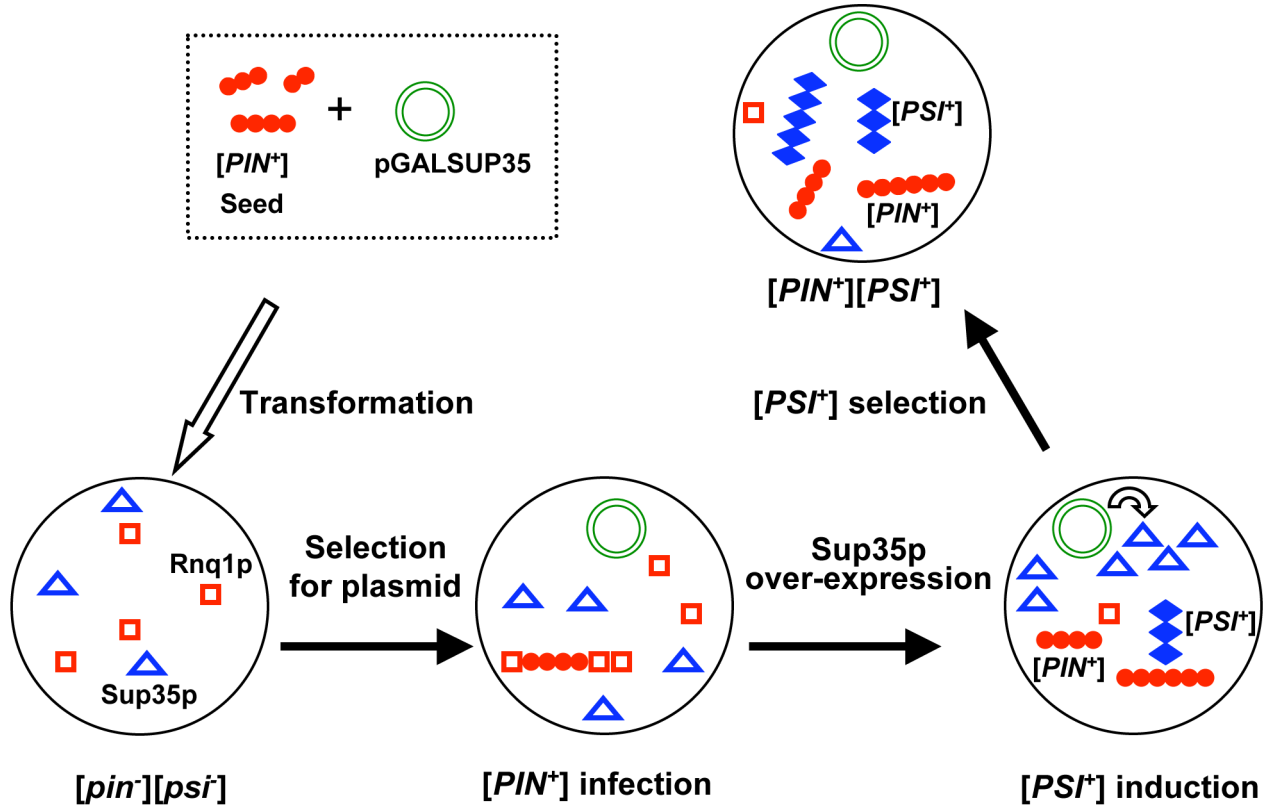 +
[PIN⁺]
Seed
pGALSUP35
[PSI⁺]
[PIN⁺]
[PIN⁺][PSI⁺]
Transformation
[PSI⁺] selection
Rnq1p
Sup35p
[pin⁻][psi⁻]
Selection
for plasmid
[PIN⁺] infection
Sup35p
over-expression
[PSI⁺]
[PIN⁺]
[PSI⁺] induction